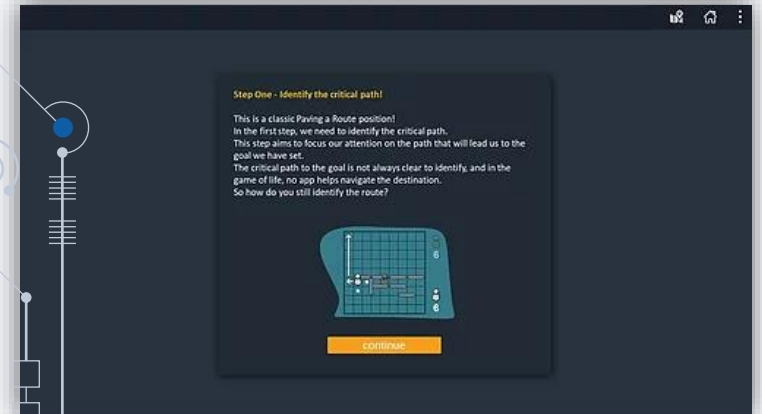 Step One - Identify the critical path!
This is a classic Paving a Route position!
In the first step, we need to identify the critical path.
This step aims to focus our attention on the path that will lead us to the
goal we have set.
The critical path to the goal is not always clear to identify, and in the
game of life, no app helps navigate the destination.
So how do you still identify the route?
6
6
continue